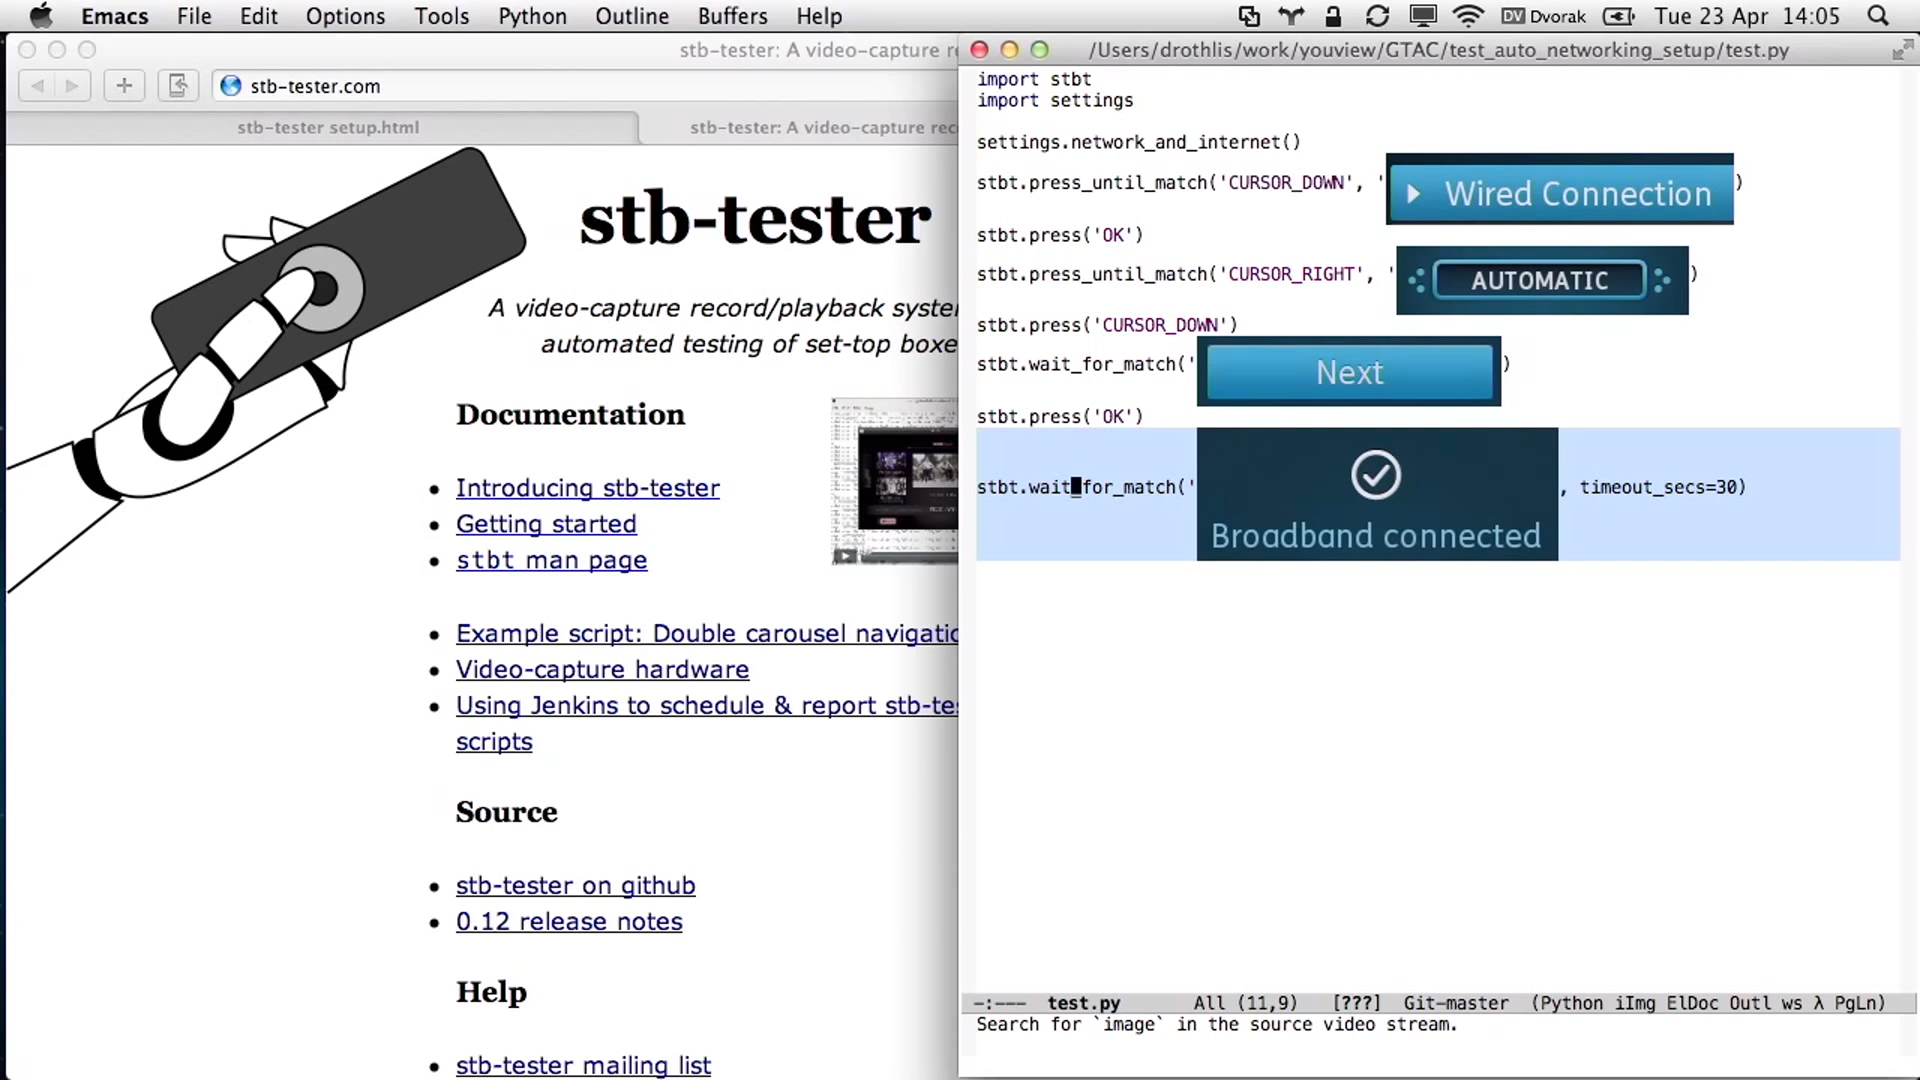 Emacs File Edit Options Tools Python Outline Buffers Help
DV Dvorak Tue 23 Apr 14:05
stb-tester: A video-capture re
stb-tester.com
stb-tester setup.html
stb-tester: A video-capture reco
stb-tester
A video-capture record/playback system
automated testing of set-top boxe
Documentation
Introducing stb-tester
Getting started
stbt man page
Example script: Double carousel navigatio
Video-capture hardware
Using Jenkins to schedule & report stb-te
scripts
Source
stb-tester on github
0.12 release notes
Help
stb-tester mailing list
/Users/drothlis/work/youview/GTAC/test_auto_networking_setup/test.py
import stbt
import settings
settings.network_and_internet()
stbt.press_until_match('CURSOR_DOWN', ' Wired Connection )
stbt.press('OK')
stbt.press_until_match('CURSOR_RIGHT', ' AUTOMATIC )
stbt.press('CURSOR_DOWN')
stbt.wait_for_match(' Next )
stbt.press('OK')
stbt.wait_for_match(' Broadband connected , timeout_secs=30)
-:--- test.py All (11,9) [???] Git-master (Python iImg ElDoc Outl ws λ PgLn)
Search for `image` in the source video stream.